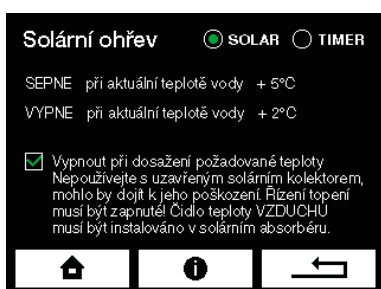 Solární ohřev SOLAR TIMER
SEPNE při aktuální teplotě vody + 5°C
VYPNE při aktuální teplotě vody + 2°C
Vypnout při dosažení požadované teploty
Nepoužívejte s uzavřeným solárním kolektorem,
mohlo by dojít k jeho poškození. Řízení topení
musí být zapnuté! Čidlo teploty VZDUCHU
musí být instalováno v solárním absorbéru.